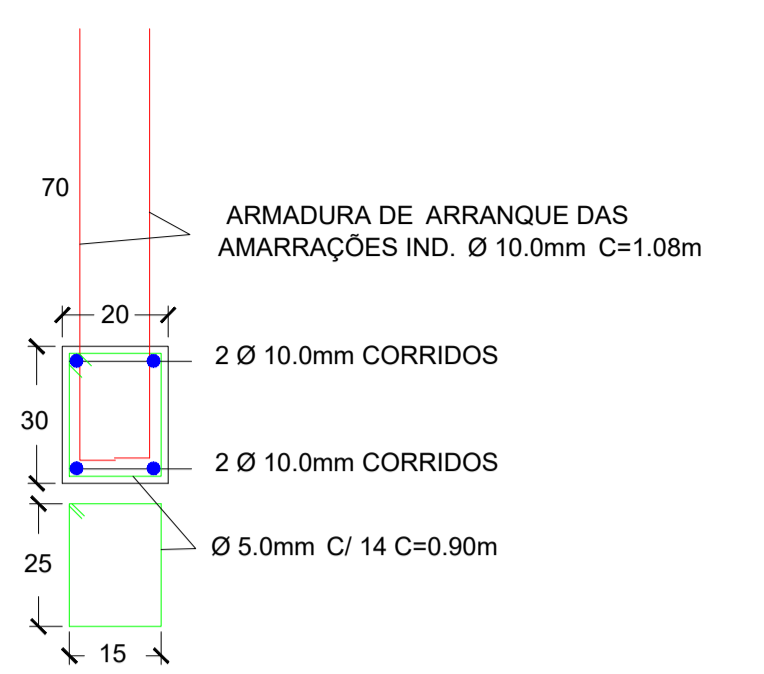 70
ARMADURA DE ARRANQUE DAS
AMARRAÇÕES IND. Ø 10.0mm C=1.08m
20
2 Ø 10.0mm CORRIDOS
30
2 Ø 10.0mm CORRIDOS
Ø 5.0mm C/ 14 C=0.90m
25
15